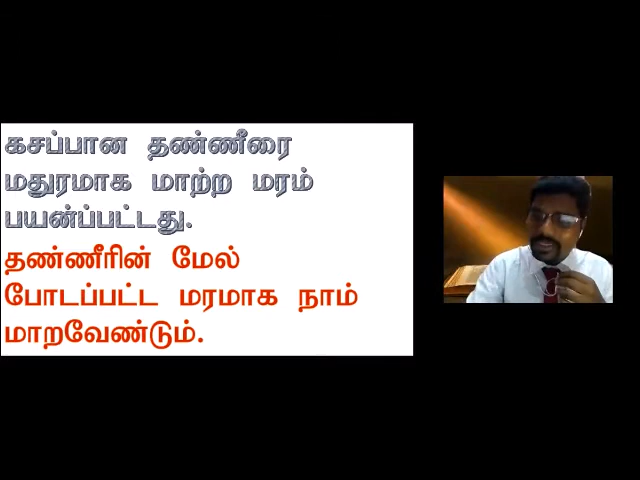 கசப்பான தண்ணீரை
மதுரமாக மாற்ற மரம்
பயன்ப்பட்டது.
தண்ணீரின் மேல்
போடப்பட்ட மரமாக நாம்
மாறவேண்டும்.